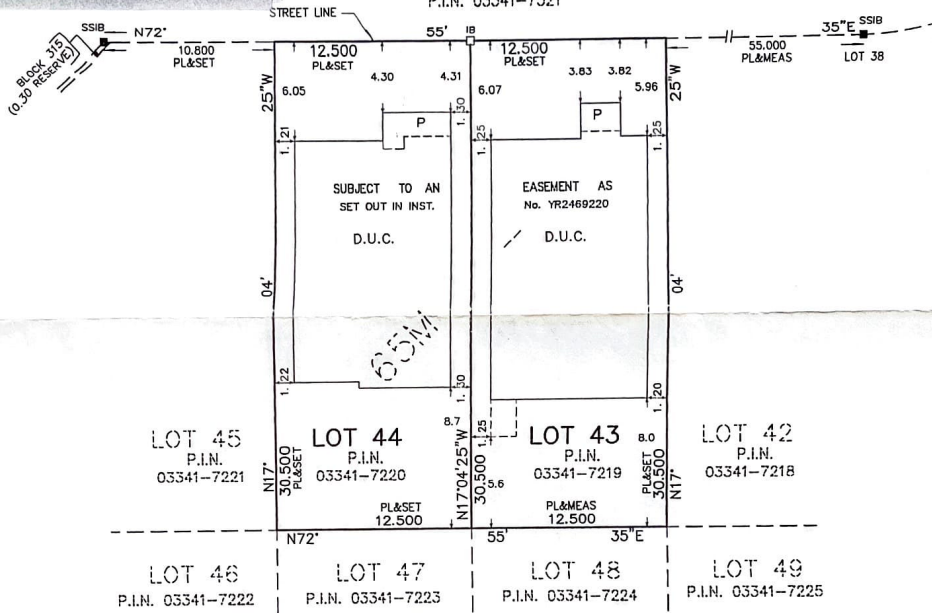 P.I.N. 03341-7321
STREET LINE
SSIB
N72°
55'
IB
35"E
SSIB
BLOCK 315
(0.30 RESERVE)
10.800
PL&SET
12.500
PL&SET
12.500
PL&SET
55.000
PL&MEAS
LOT 38
25"W
6.05
4.30
4.31
1.30
6.07
3.83
3.82
5.96
25"W
P
P
1.21
1.25
1.25
SUBJECT TO AN
EASEMENT AS
SET OUT IN INST.
No. YR2469220
D.U.C.
D.U.C.
04'
04'
65M
1.22
1.30
1.20
LOT 45
P.I.N.
03341-7221
LOT 44
P.I.N.
03341-7220
8.7
1.25
LOT 43
P.I.N.
03341-7219
8.0
LOT 42
P.I.N.
03341-7218
N17°
30.500
PL&SET
N17°04'25"W
30.500
5.6
PL&SET
30.500
N17°
PL&SET
12.500
PL&MEAS
12.500
N72°
55'
35"E
LOT 46
P.I.N. 03341-7222
LOT 47
P.I.N. 03341-7223
LOT 48
P.I.N. 03341-7224
LOT 49
P.I.N. 03341-7225